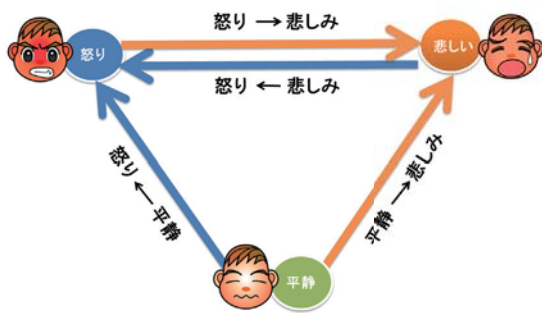 怒り → 悲しみ
怒り
悲しい
怒り ← 悲しみ
怒り ← 平静
平静 → 悲しみ
平静